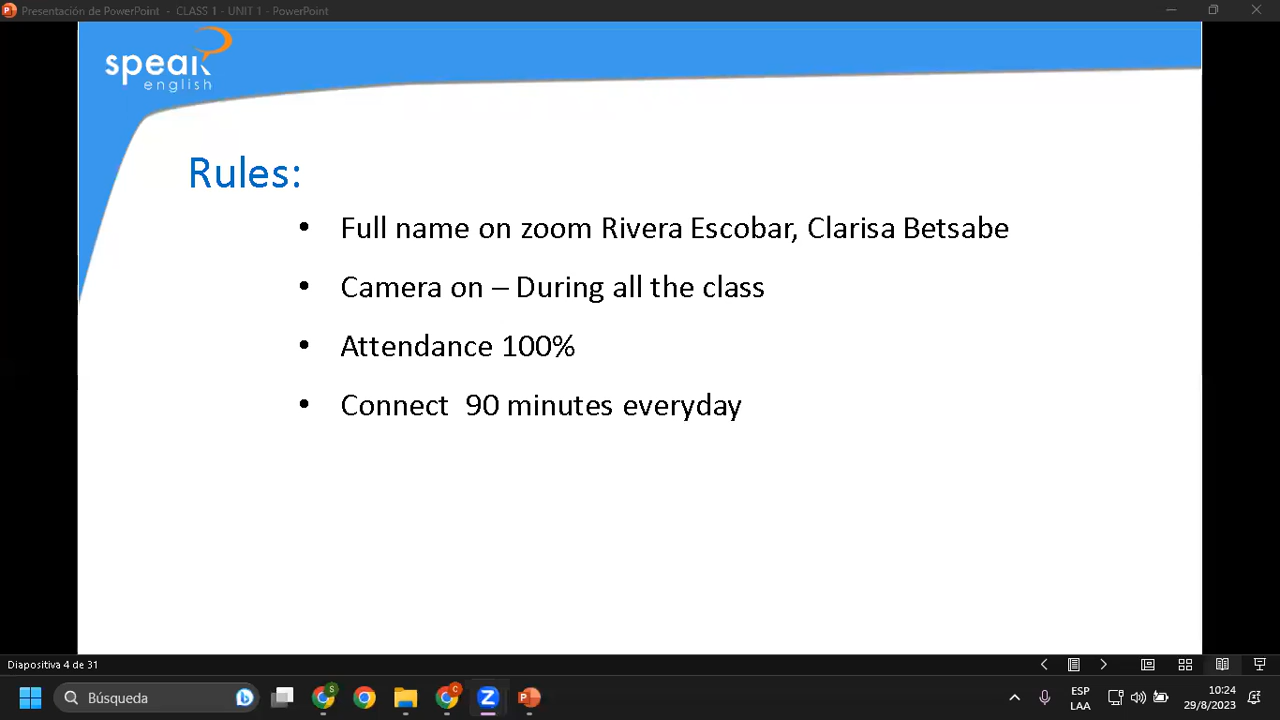 Presentación de PowerPoint - CLASS 1 - UNIT 1 - PowerPoint
speak
english
Rules:
• Full name on zoom Rivera Escobar, Clarisa Betsabe
• Camera on – During all the class
• Attendance 100%
• Connect  90 minutes everyday
Diapositiva 4 de 31
Búsqueda
ESP
LAA
10:24
29/8/2023